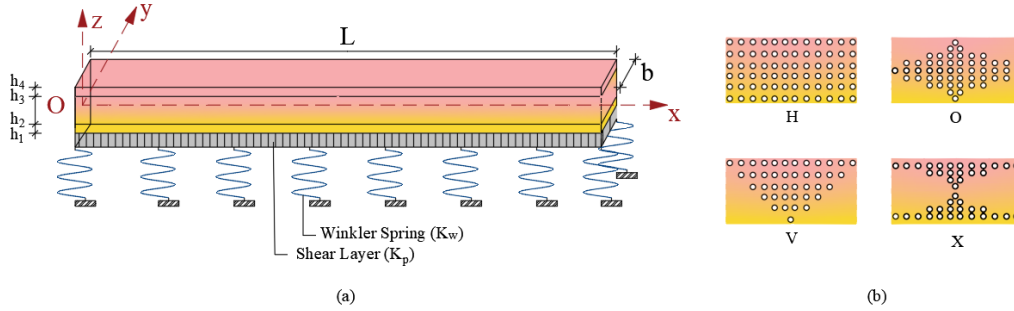 z
y
L
b
h₄
h₃
O
x
h₂
h₁
Winkler Spring (Kw)
Shear Layer (Kp)
(a)
H
O
V
X
(b)